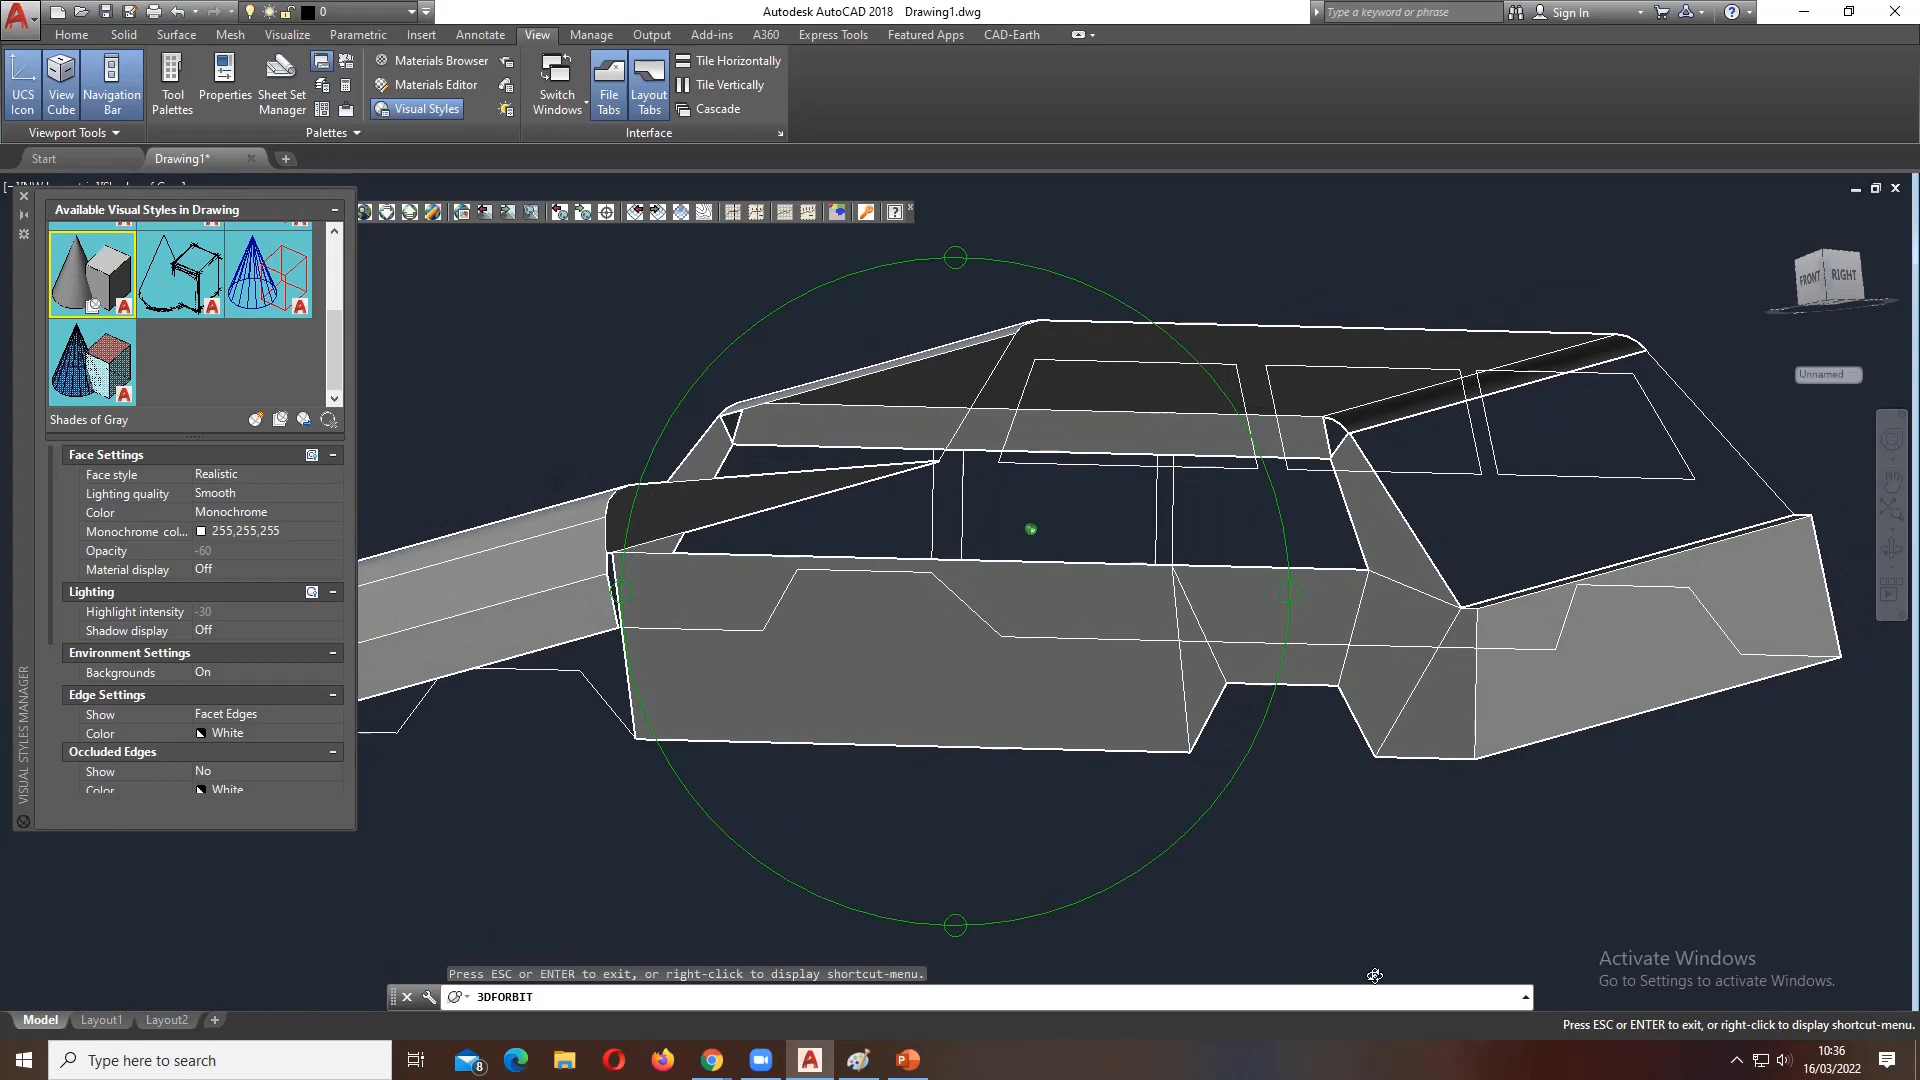 Autodesk AutoCAD 2018 Drawing1.dwg
0
Type a keyword or phrase
Sign In
Home Solid Surface Mesh Visualize Parametric Insert Annotate View Manage Output Add-ins A360 Express Tools Featured Apps CAD-Earth
UCS Icon
View Cube
Navigation Bar
Viewport Tools
Tool Palettes
Properties
Sheet Set Manager
Materials Browser
Materials Editor
Visual Styles
Palettes
Switch Windows
File Tabs
Layout Tabs
Tile Horizontally
Tile Vertically
Cascade
Interface
Start
Drawing1*
Available Visual Styles in Drawing
Shades of Gray
Face Settings
Face style Realistic
Lighting quality Smooth
Color Monochrome
Monochrome col... 255,255,255
Opacity -60
Material display Off
Lighting
Highlight intensity -30
Shadow display Off
Environment Settings
Backgrounds On
Edge Settings
Show Facet Edges
Color White
Occluded Edges
Show No
Color White
VISUAL STYLES MANAGER
FRONT RIGHT
Unnamed
Activate Windows
Go to Settings to activate Windows.
Press ESC or ENTER to exit, or right-click to display shortcut-menu.
3DFORBIT
Model Layout1 Layout2
Press ESC or ENTER to exit, or right-click to display shortcut-menu.
Type here to search
8
10:36
16/03/2022